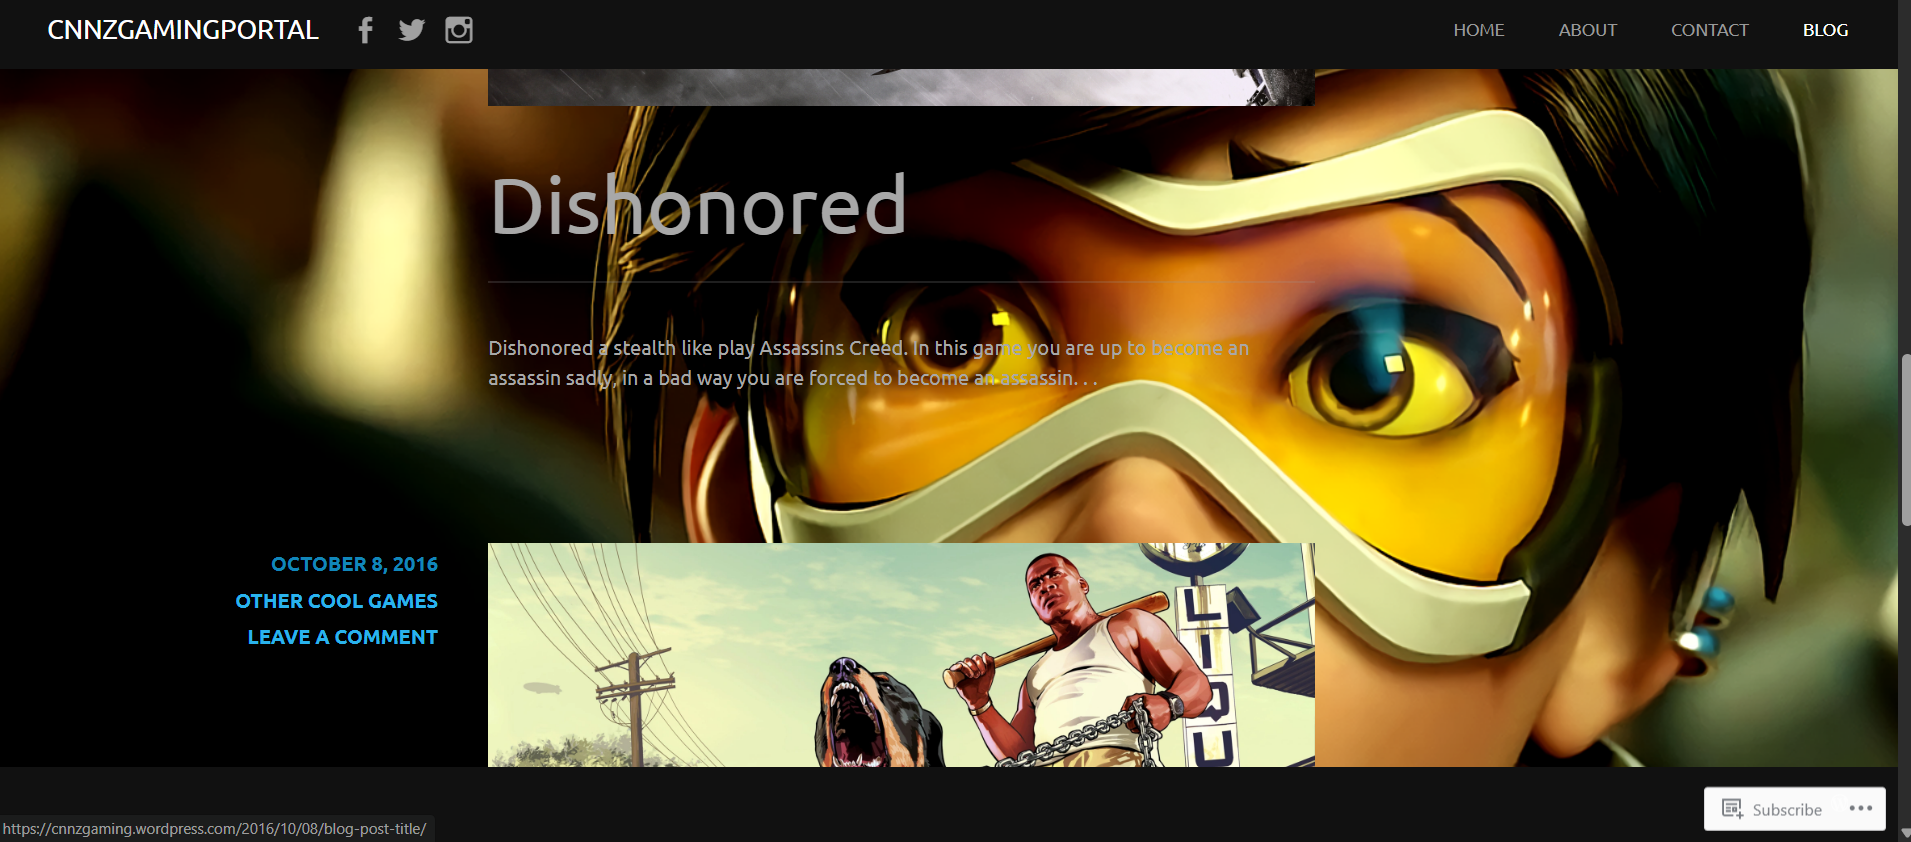 CNNZGAMINGPORTAL
HOME ABOUT CONTACT BLOG
Dishonored
Dishonored a stealth like play Assassins Creed. In this game you are up to become an
assassin sadly, in a bad way you are forced to become an assassin. . .
OCTOBER 8, 2016
OTHER COOL GAMES
LEAVE A COMMENT
LIQU
Subscribe
https://cnnzgaming.wordpress.com/2016/10/08/blog-post-title/